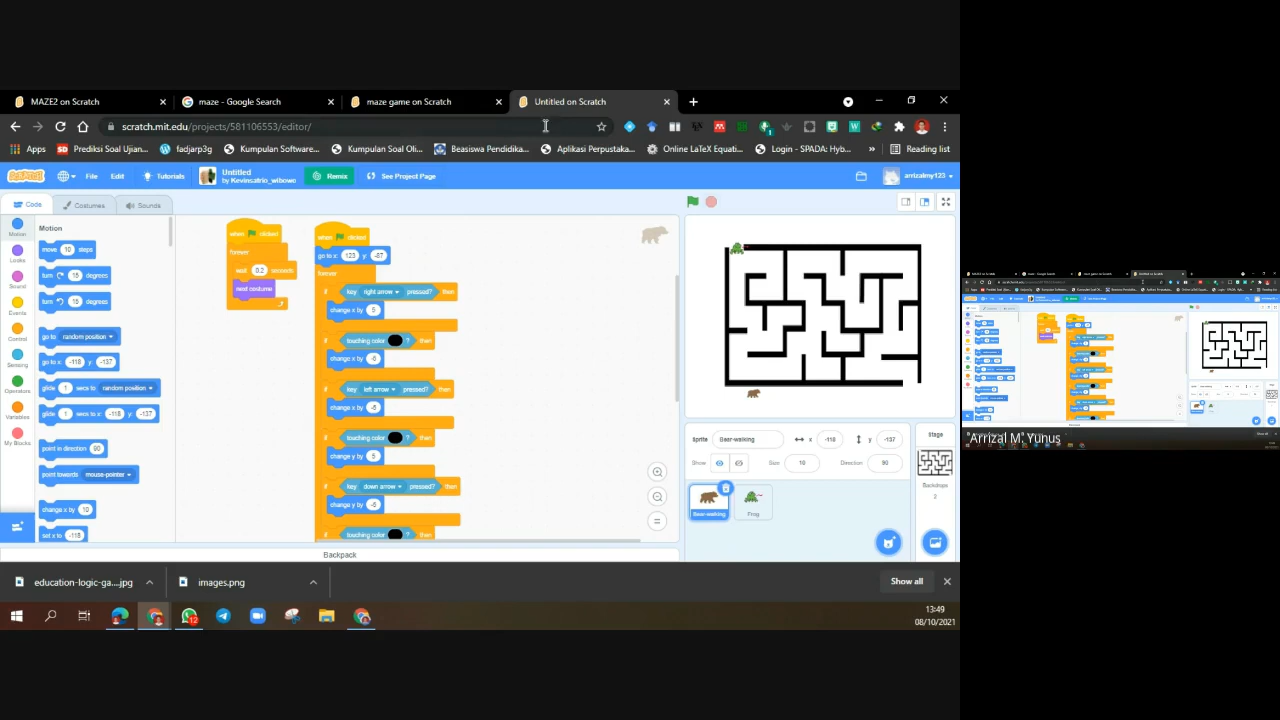 MAZE2 on Scratch
maze - Google Search
maze game on Scratch
Untitled on Scratch
scratch.mit.edu/projects/581106553/editor/
Apps
Prediksi Soal Ujian...
fadjarp3g
Kumpulan Software...
Kumpulan Soal Oli...
Beasiswa Pendidika...
Aplikasi Perpustaka...
Online LaTeX Equati...
Login - SPADA: Hyb...
»
Reading list
SCRATCH
File
Edit
Tutorials
Untitled
by Kevinsatrio_wibowo
Remix
See Project Page
arrizalmy123
Code
Costumes
Sounds
Motion
Looks
Sound
Events
Control
Sensing
Operators
Variables
My Blocks
Motion
move 10 steps
turn 15 degrees
turn 15 degrees
go to random position
go to x: -118 y: -137
glide 1 secs to random position
glide 1 secs to x: -118 y: -137
point in direction 90
point towards mouse-pointer
change x by 10
set x to -118
when clicked
forever
wait 0.2 seconds
next costume
when clicked
go to x: 123 y: -87
forever
if key right arrow pressed? then
change x by 5
if touching color ? then
change x by -6
if key left arrow pressed? then
change x by -8
if touching color ? then
change y by 5
if key down arrow pressed? then
change y by -5
if touching color ? then
Sprite Bear-walking x -118 y -137
Show Size 10 Direction 90
Bear-walking
Frog
Stage
Backdrops
2
Backpack
education-logic-ga....jpg
images.png
Show all
12
13:49
08/10/2021
Arrizal M. Yunus